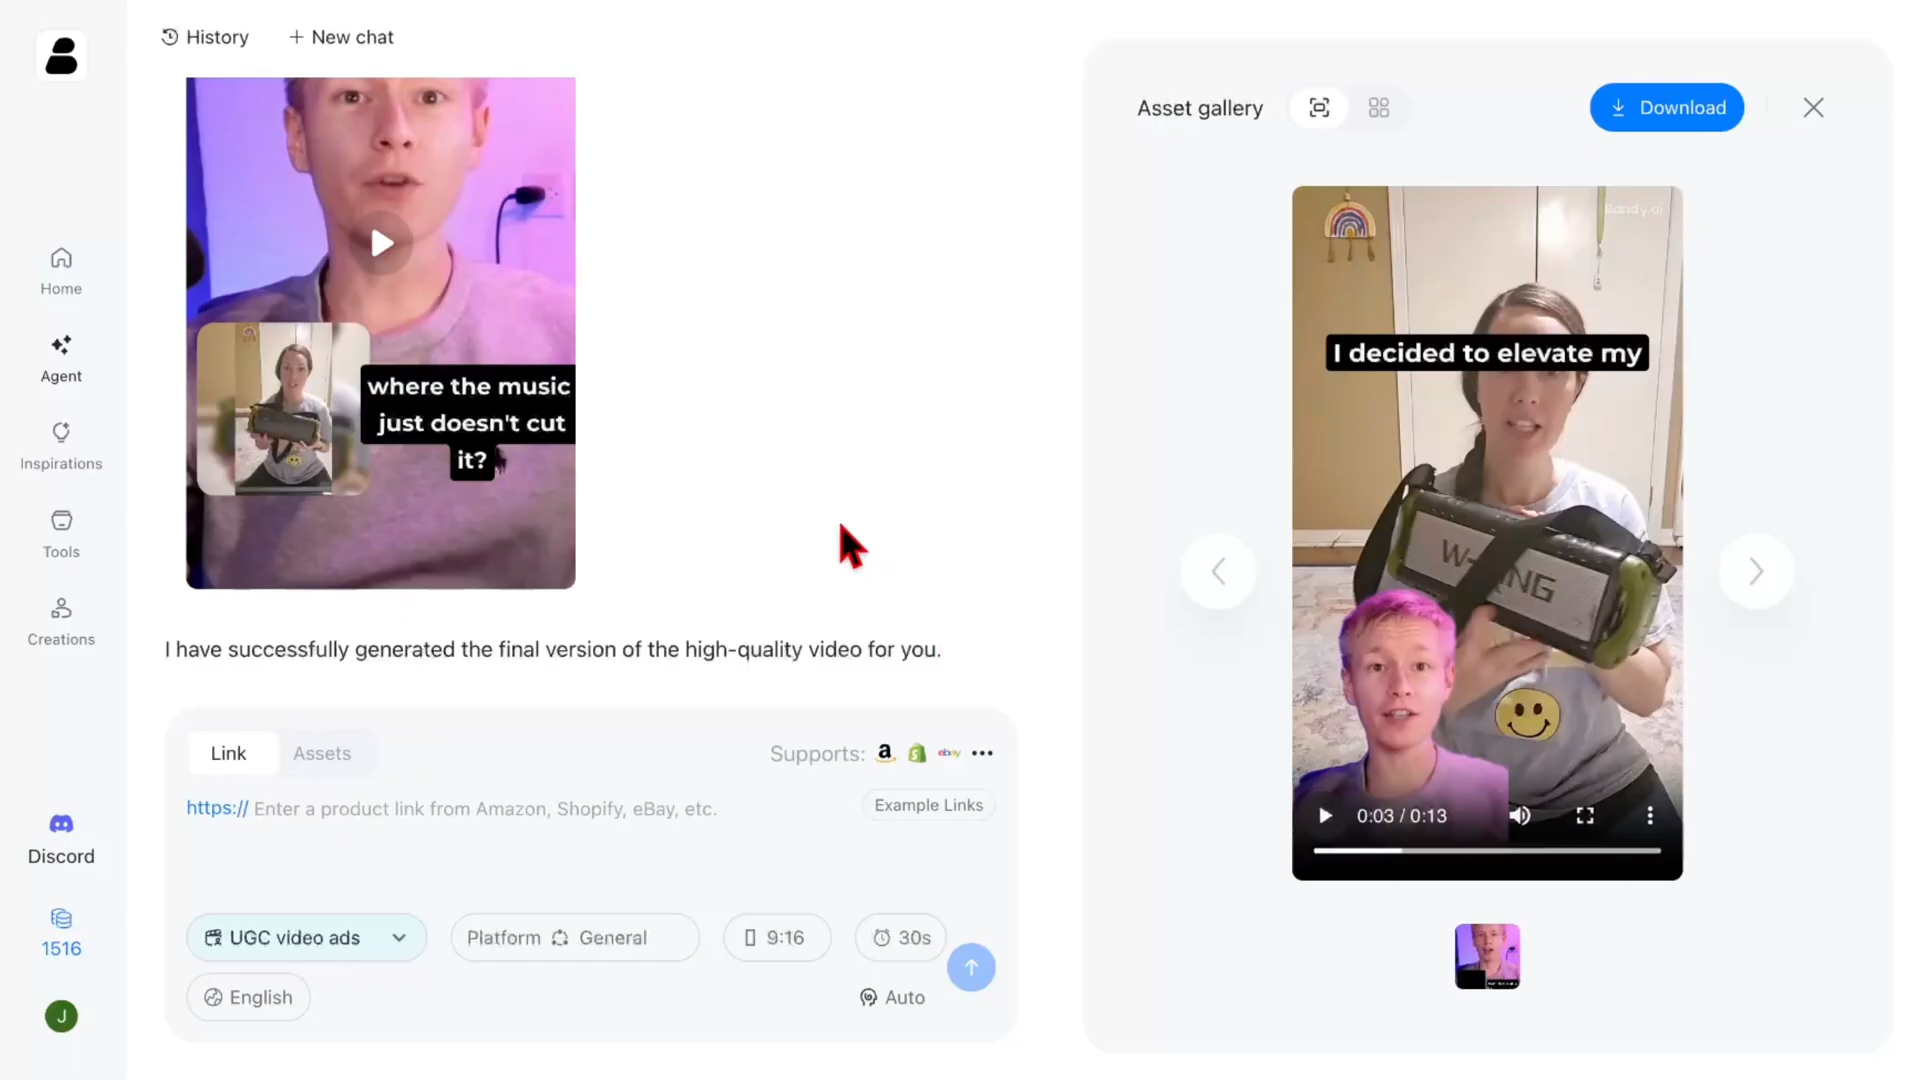 History
New chat
where the music
just doesn't cut
it?
I have successfully generated the final version of the high-quality video for you.
Link
Assets
Supports:
a
ebay
https:// Enter a product link from Amazon, Shopify, eBay, etc.
Example Links
UGC video ads
Platform
General
9:16
30s
English
Auto
Home
Agent
Inspirations
Tools
Creations
Discord
1516
J
Asset gallery
Download
I decided to elevate my
0:03 / 0:13